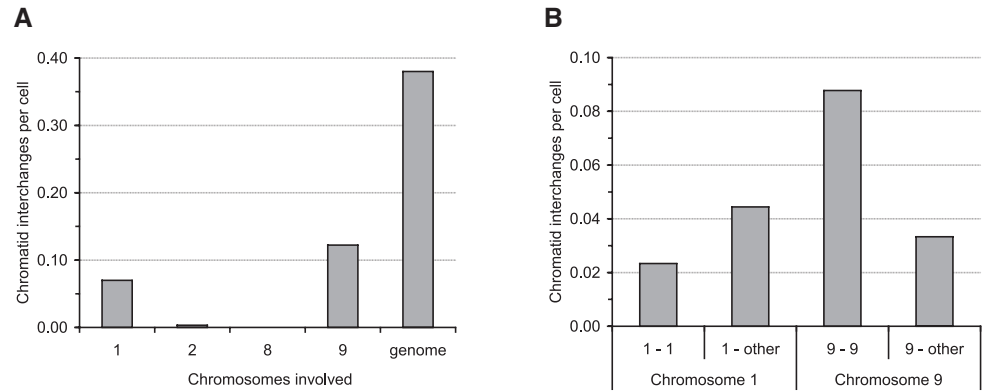 A
Chromatid interchanges per cell
0.40
0.30
0.20
0.10
0.00
1 2 8 9 genome
Chromosomes involved
B
Chromatid interchanges per cell
0.10
0.08
0.06
0.04
0.02
0.00
1 - 1 1 - other 9 - 9 9 - other
Chromosome 1 Chromosome 9